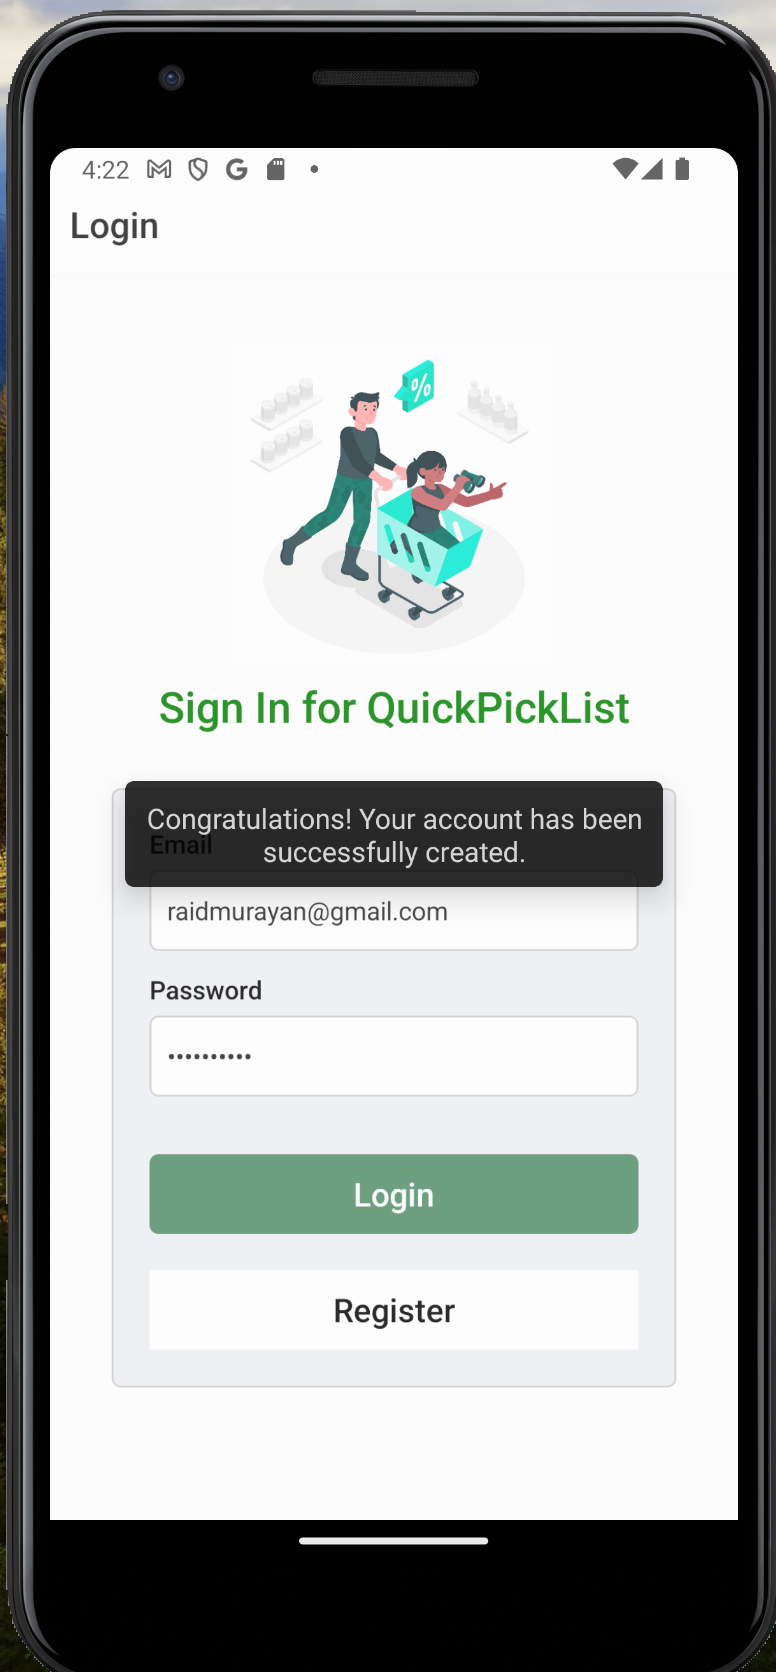 4:22
Login
%
Sign In for QuickPickList
Congratulations! Your account has been
successfully created.
Email
raidmurayan@gmail.com
Password
••••••••••
Login
Register